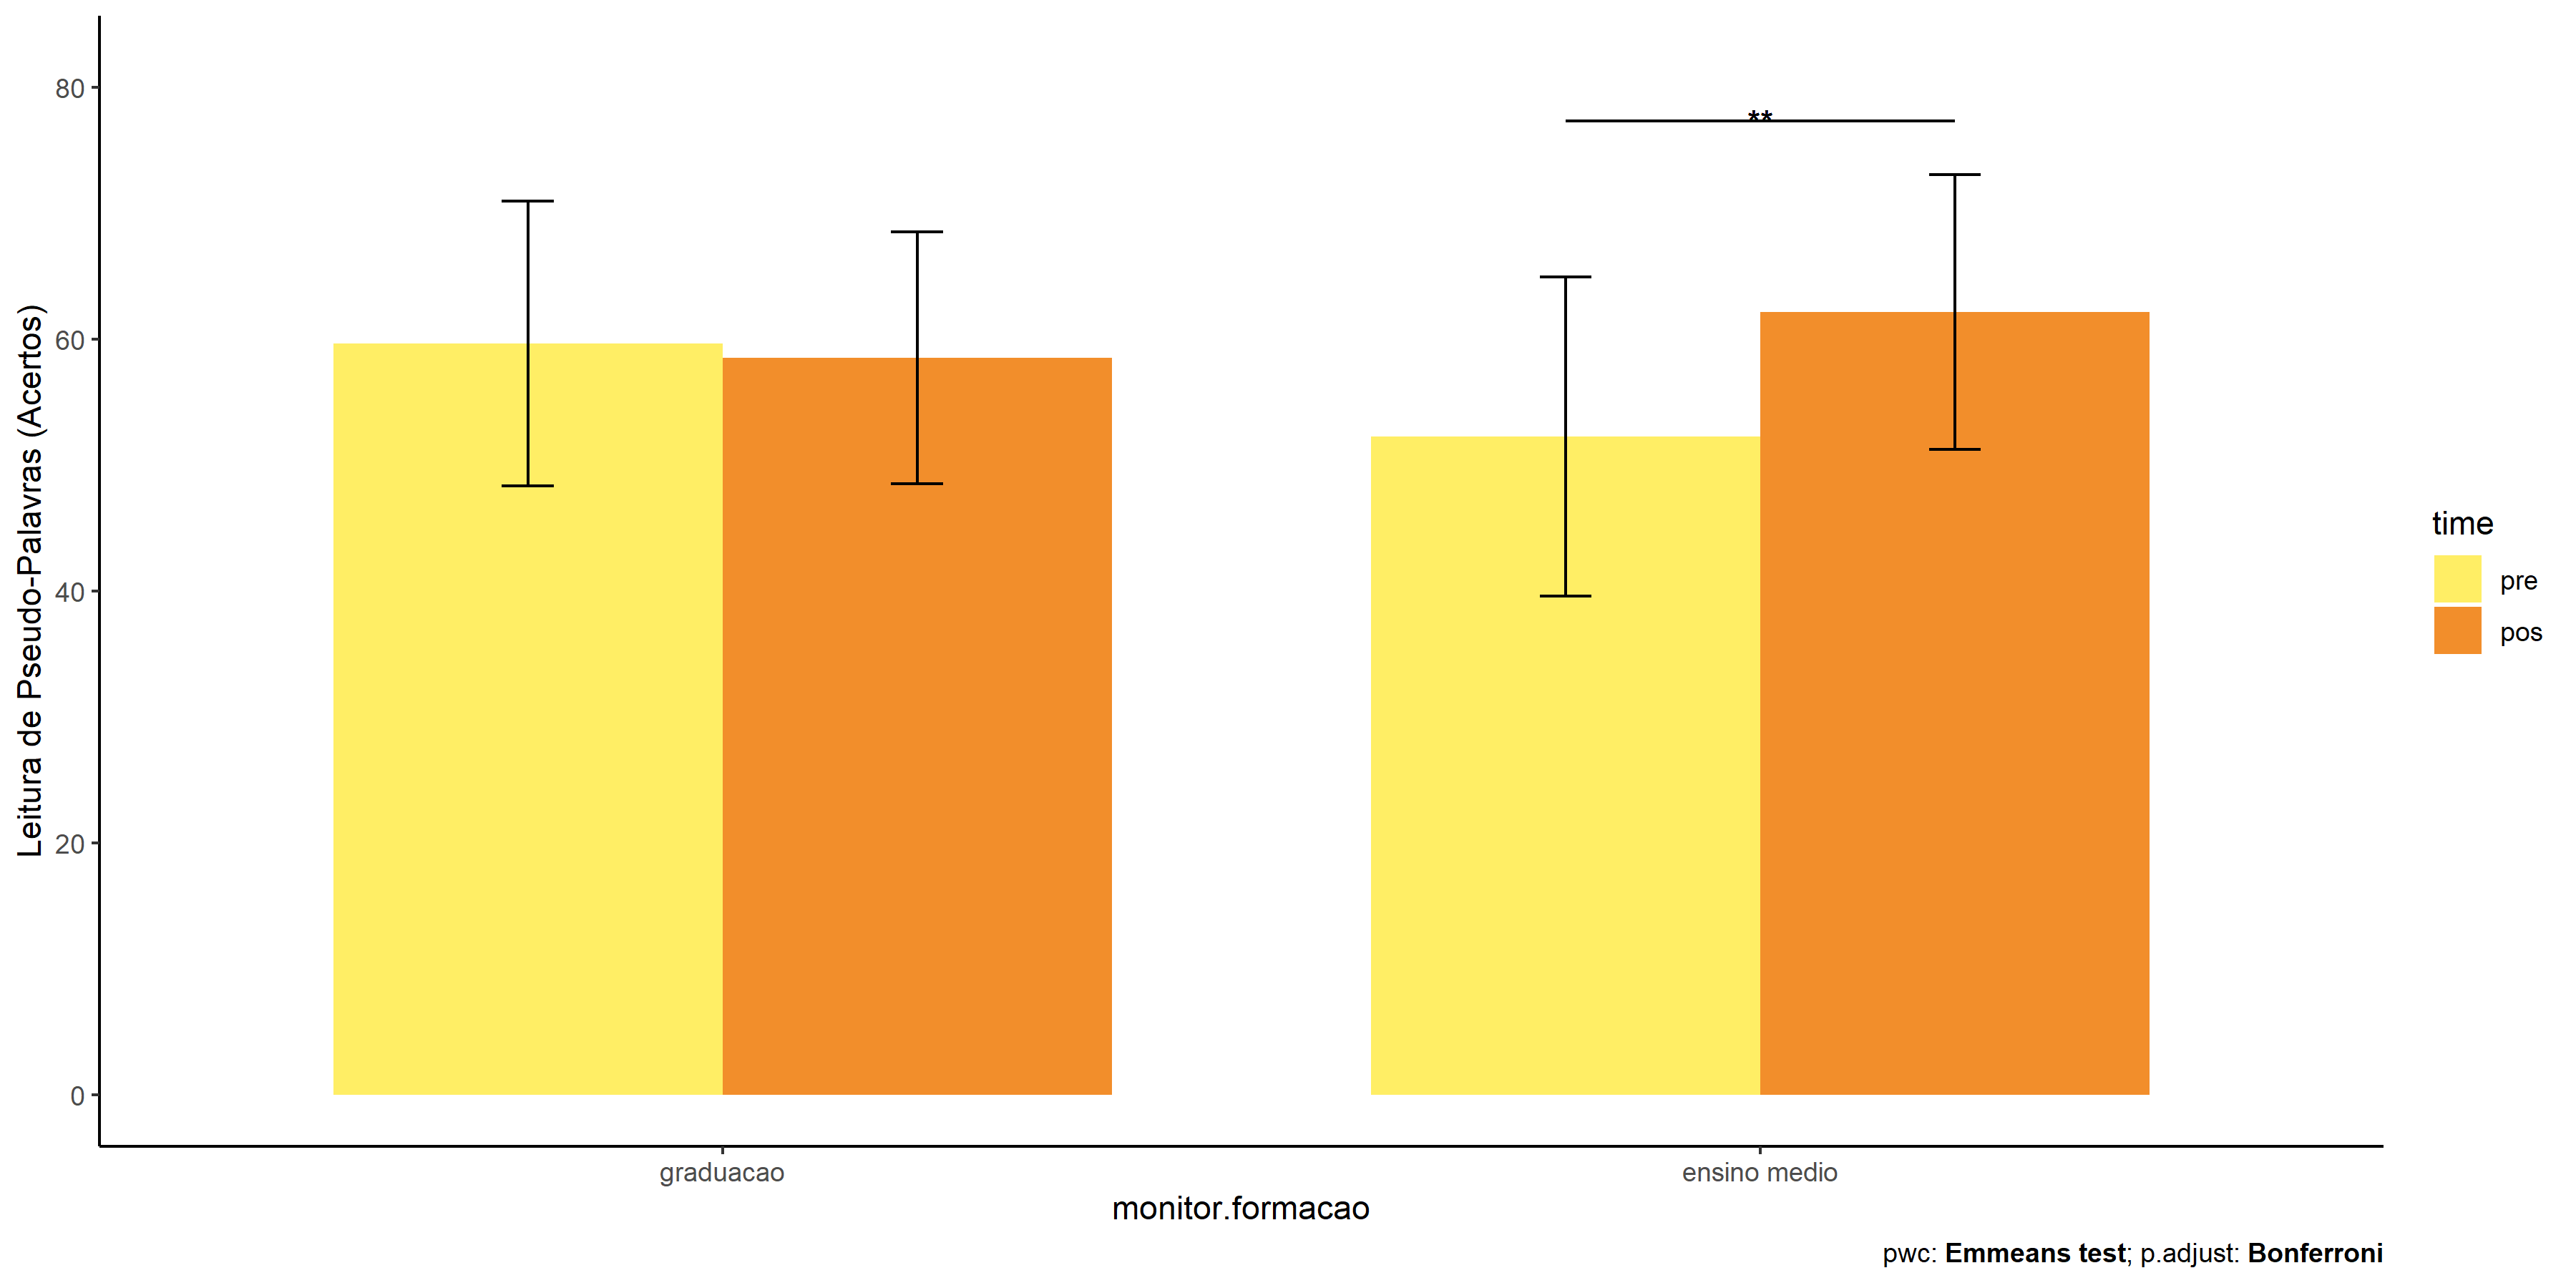 Leitura de Pseudo-Palavras (Acertos)
80
60
40
20
0
**
graduacao
ensino medio
monitor.formacao
time
pre
pos
pwc: Emmeans test; p.adjust: Bonferroni